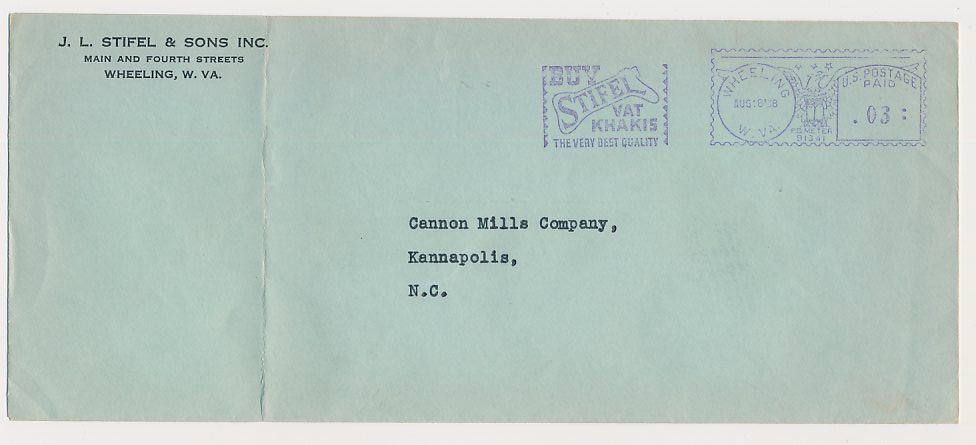 J. L. STIFEL & SONS INC.
MAIN AND FOURTH STREETS
WHEELING, W. VA.
BUY
STIFEL
VAT
KHAKIS
THE VERY BEST QUALITY
WHEELING
W. VA.
U.S. POSTAGE
PAID
.03 :
P.B. METER
91341
Cannon Mills Company,
Kannapolis,
N.C.